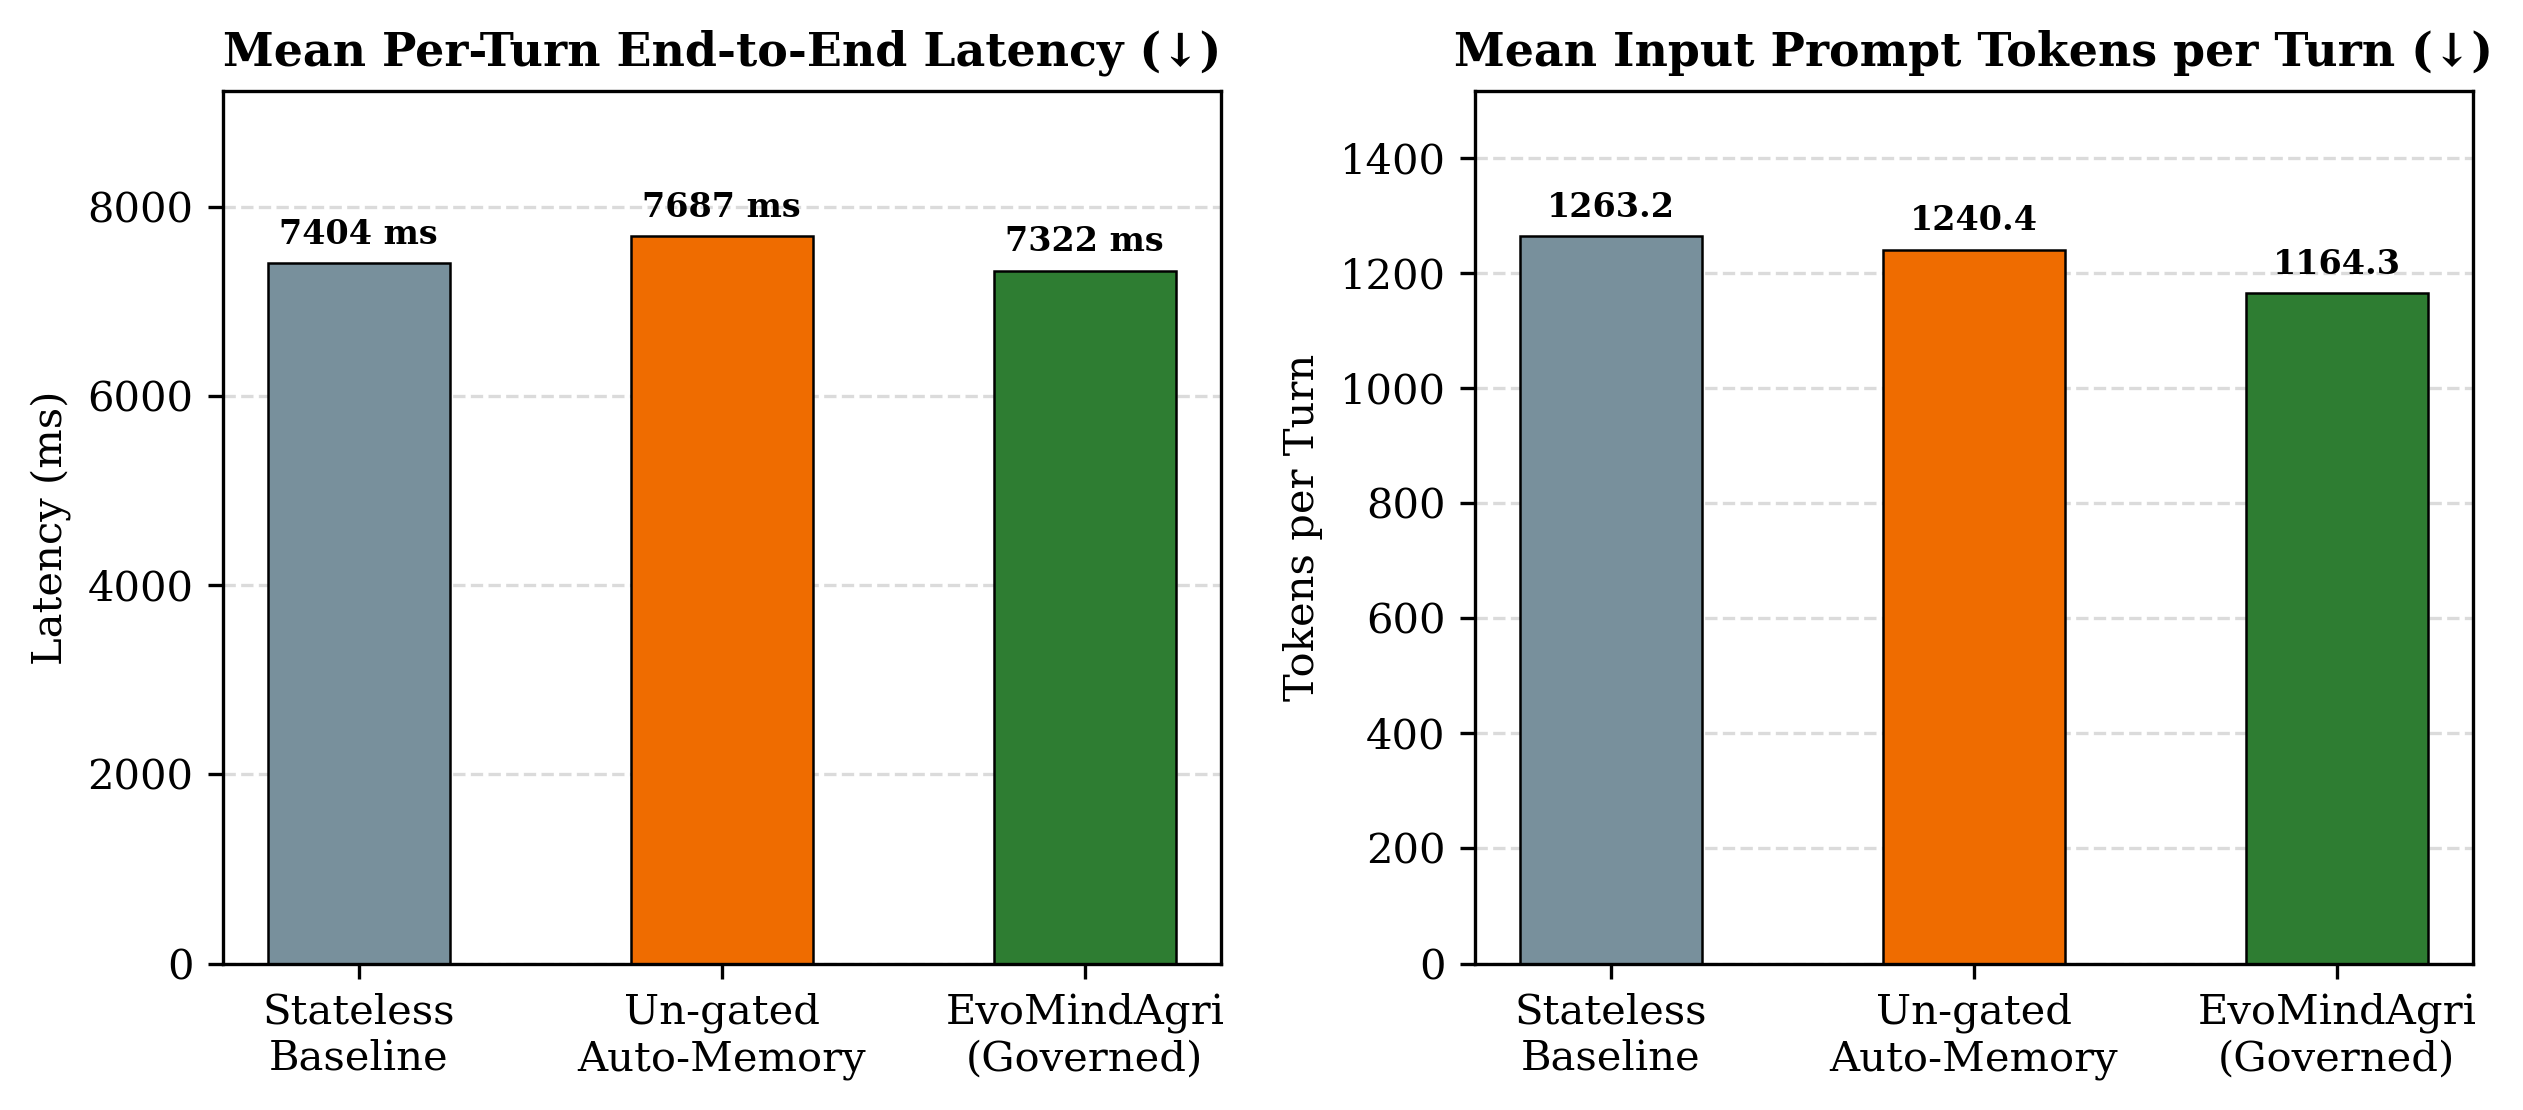 Mean Per-Turn End-to-End Latency (↓)
Latency (ms)
8000
6000
4000
2000
0
7404 ms
7687 ms
7322 ms
Stateless
Baseline
Un-gated
Auto-Memory
EvoMindAgri
(Governed)
Mean Input Prompt Tokens per Turn (↓)
Tokens per Turn
1400
1200
1000
800
600
400
200
0
1263.2
1240.4
1164.3
Stateless
Baseline
Un-gated
Auto-Memory
EvoMindAgri
(Governed)